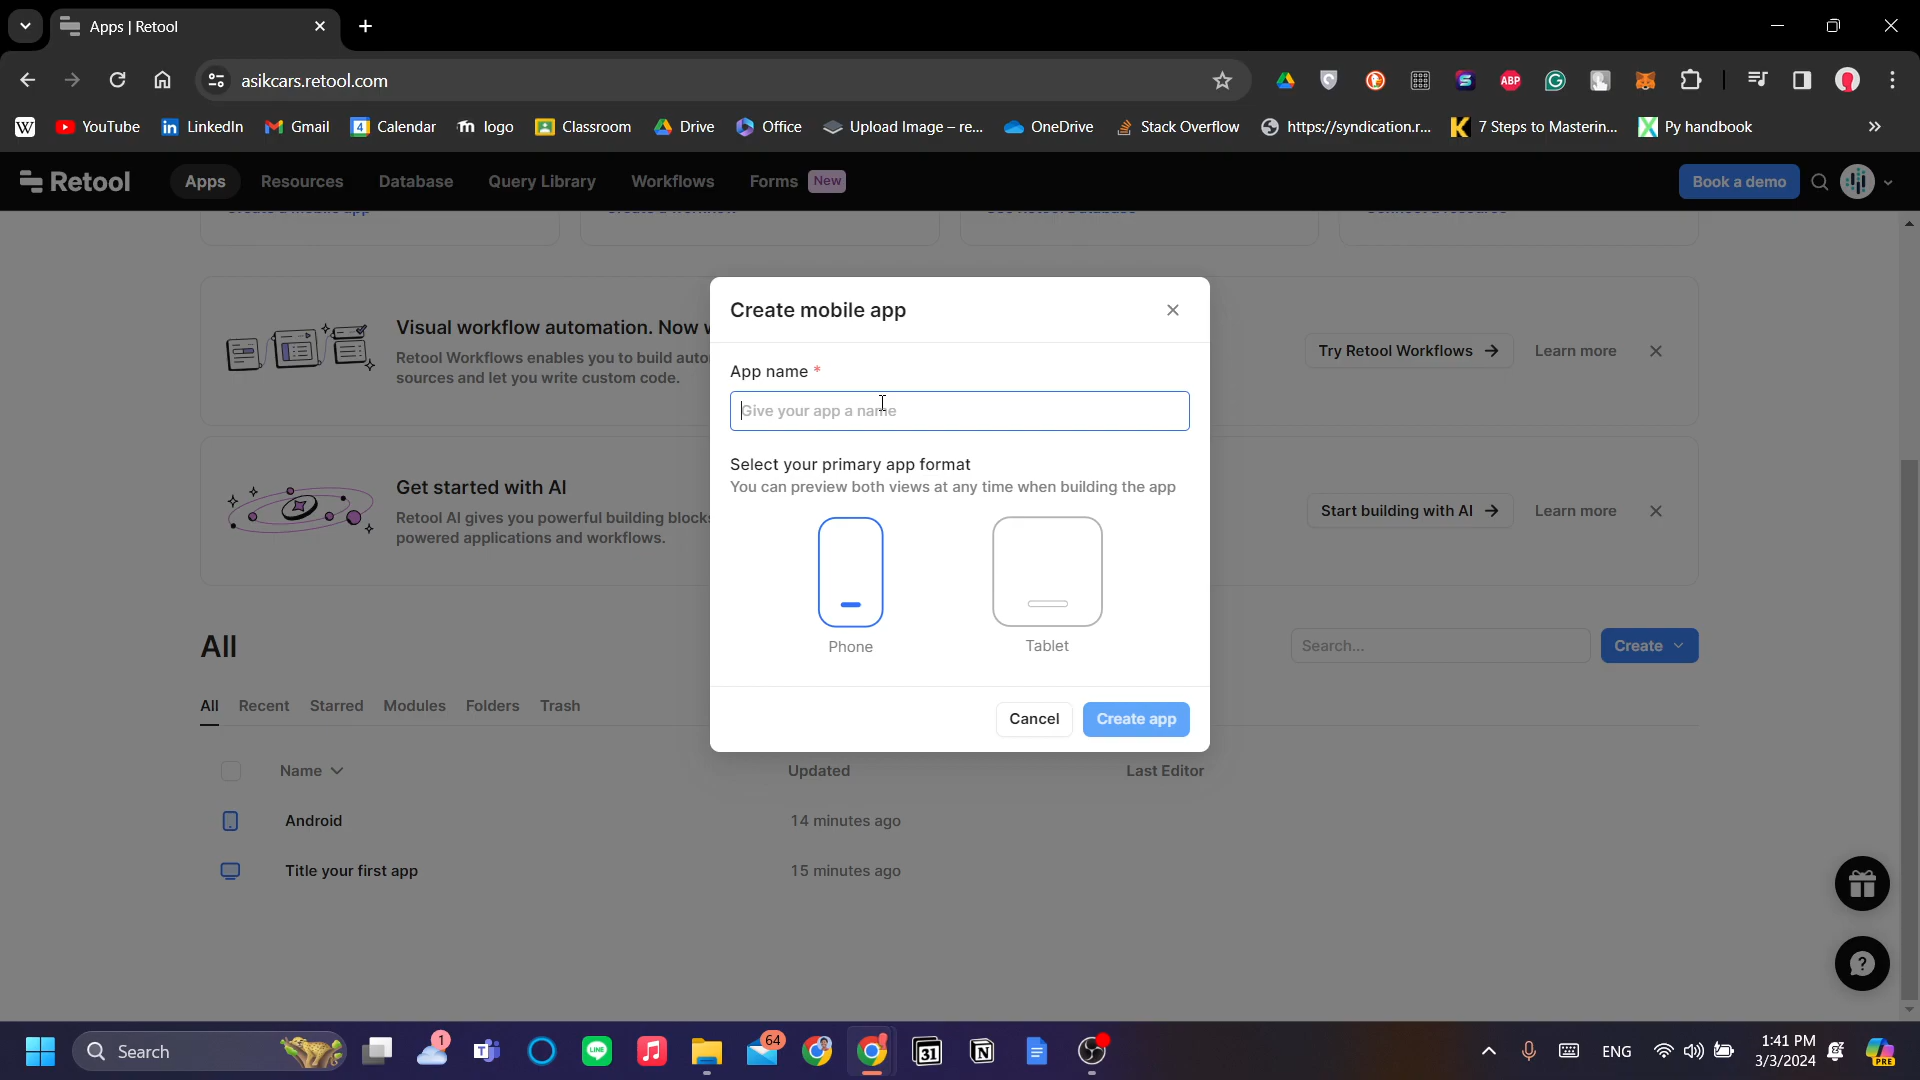 Apps | Retool
asikcars.retool.com
YouTube LinkedIn Gmail Calendar logo Classroom Drive Office Upload Image – re... OneDrive Stack Overflow https://syndication.r... 7 Steps to Masterin... Py handbook
Retool Apps Resources Database Query Library Workflows Forms New Book a demo
Create mobile app
App name *
Give your app a name
Select your primary app format
You can preview both views at any time when building the app
Phone Tablet
Cancel Create app
Visual workflow automation. Now
Retool Workflows enables you to build
sources and let you write custom code.
Try Retool Workflows → Learn more
Get started with AI
Retool AI gives you powerful building
powered applications and workflows.
Start building with AI → Learn more
All
Search... Create
All Recent Starred Modules Folders Trash
Name Updated Last Editor
Android 14 minutes ago
Title your first app 15 minutes ago
Search 1 64 31 ENG 1:41 PM
3/3/2024
PRE